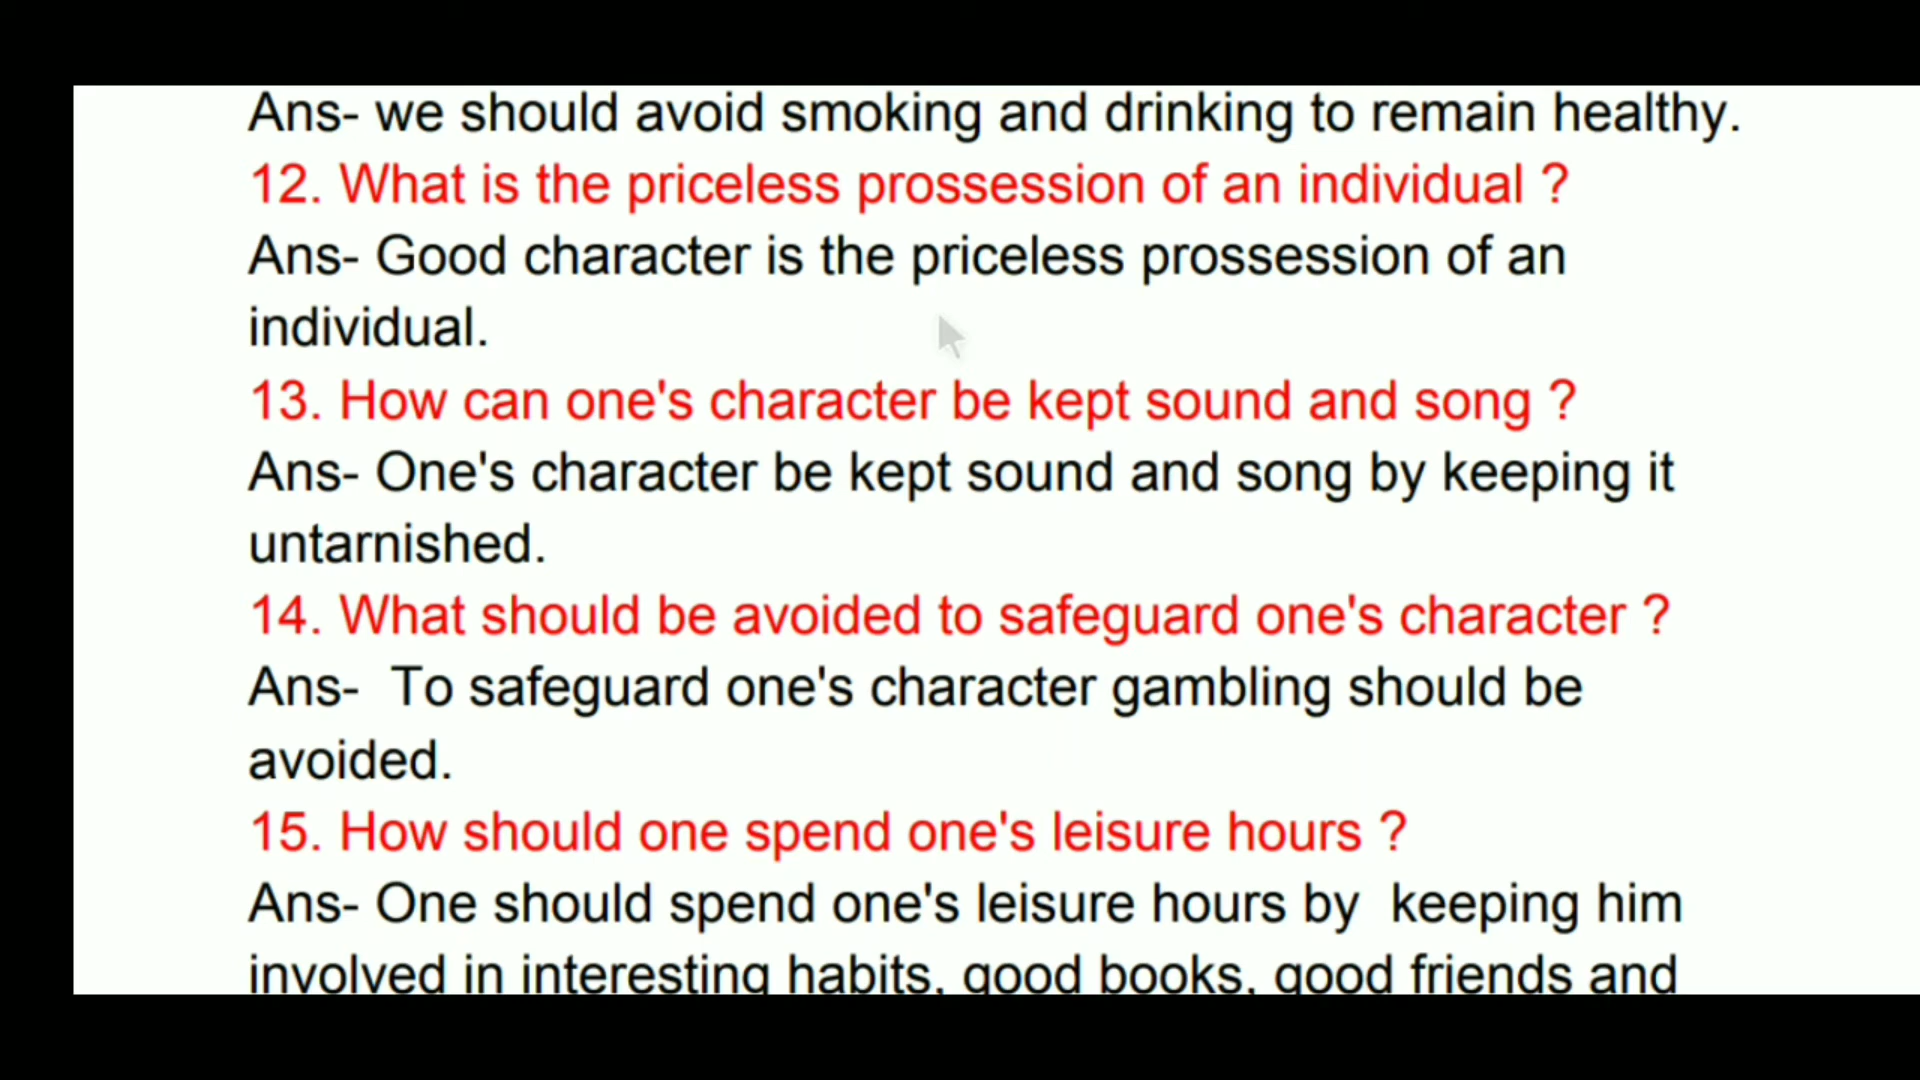 Ans- we should avoid smoking and drinking to remain healthy.
12. What is the priceless prossession of an individual ?
Ans- Good character is the priceless prossession of an
individual.
13. How can one's character be kept sound and song ?
Ans- One's character be kept sound and song by keeping it
untarnished.
14. What should be avoided to safeguard one's character ?
Ans-  To safeguard one's character gambling should be
avoided.
15. How should one spend one's leisure hours ?
Ans- One should spend one's leisure hours by  keeping him
involved in interesting habits, good books, good friends and